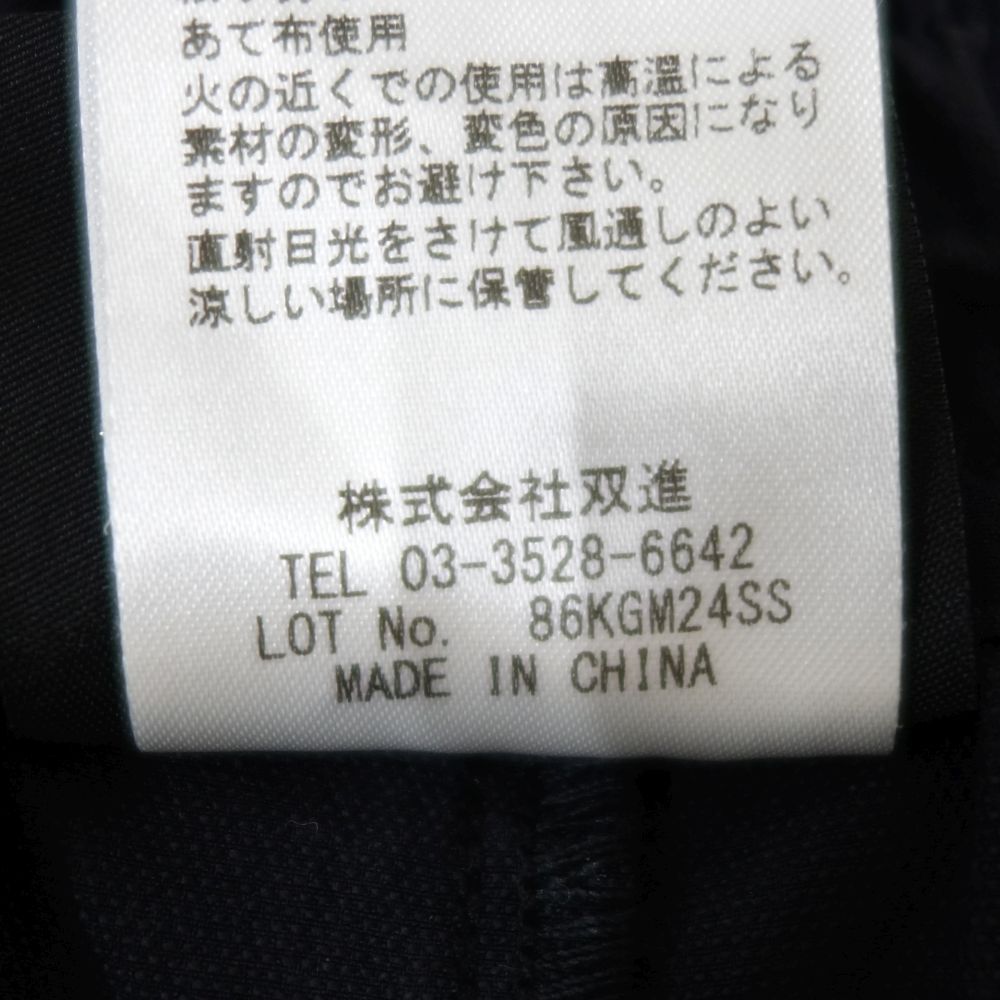 あて布使用
火の近くでの使用は高温による
素材の変形、変色の原因になり
ますのでお避け下さい。
直射日光をさけて風通しのよい
涼しい場所に保管してください。
株式会社双進
TEL 03-3528-6642
LOT No. 86KGM24SS
MADE IN CHINA